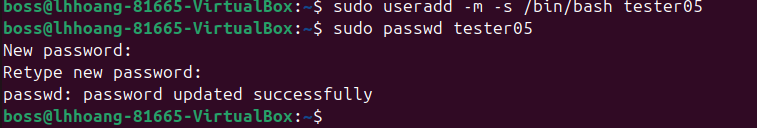 boss@lhhoang-81665-VirtualBox:~$ sudo useradd -m -s /bin/bash tester05
boss@lhhoang-81665-VirtualBox:~$ sudo passwd tester05
New password:
Retype new password:
passwd: password updated successfully
boss@lhhoang-81665-VirtualBox:~$